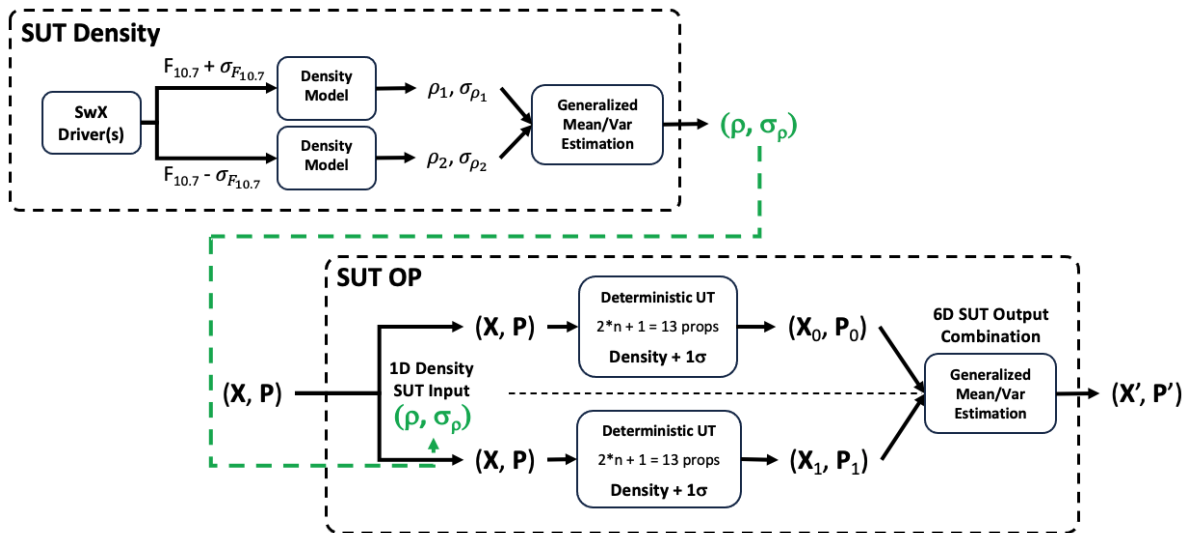 SUT Density
F10.7 + σF10.7
Density
Model
ρ1, σρ1
SwX
Driver(s)
Generalized
Mean/Var
Estimation
(ρ, σρ)
Density
Model
ρ2, σρ2
F10.7 - σF10.7
SUT OP
Deterministic UT
(X, P)
2*n + 1 = 13 props
Density + 1σ
(X0, P0)
6D SUT Output
Combination
1D Density
SUT Input
(ρ, σρ)
(X, P)
Generalized
Mean/Var
Estimation
(X’, P’)
Deterministic UT
(X, P)
2*n + 1 = 13 props
Density + 1σ
(X1, P1)